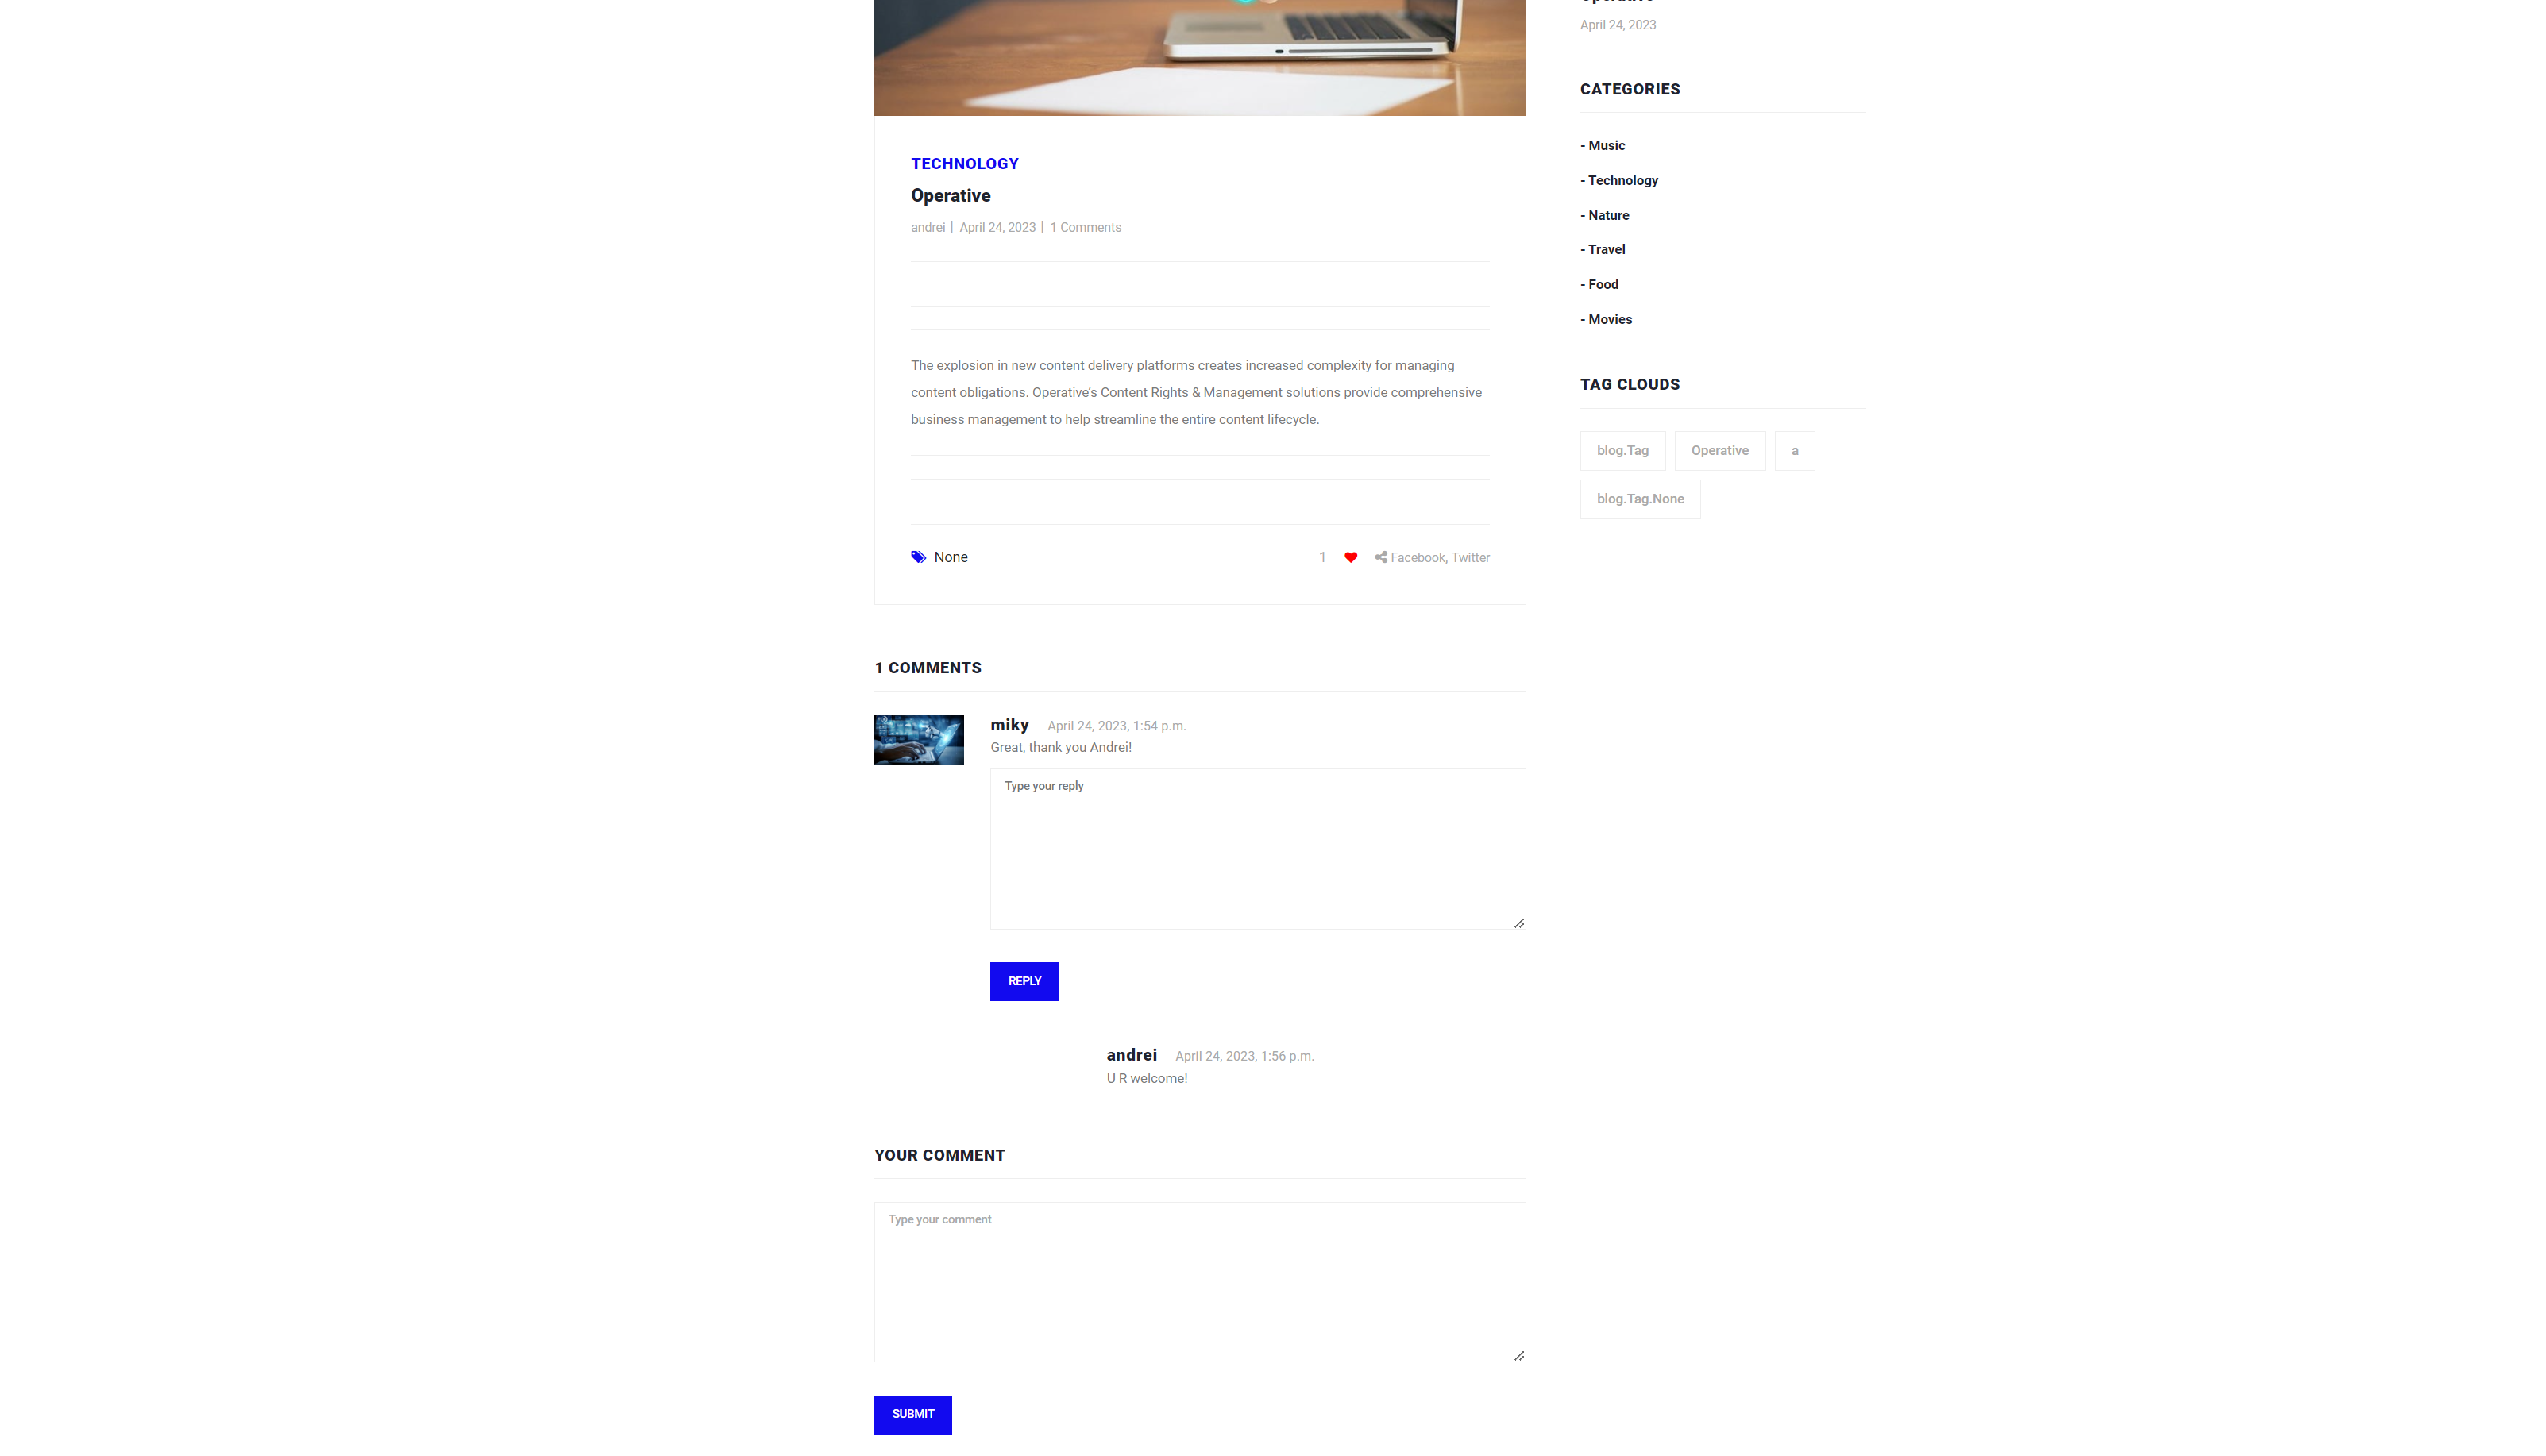 TECHNOLOGY
Operative
andrei | April 24, 2023 | 1 Comments
The explosion in new content delivery platforms creates increased complexity for managing
content obligations. Operative's Content Rights & Management solutions provide comprehensive
business management to help streamline the entire content lifecycle.
None
1
Facebook, Twitter
1 COMMENTS
miky April 24, 2023, 1:54 p.m.
Great, thank you Andrei!
Type your reply
REPLY
andrei April 24, 2023, 1:56 p.m.
U R welcome!
YOUR COMMENT
Type your comment
SUBMIT
April 24, 2023
CATEGORIES
- Music
- Technology
- Nature
- Travel
- Food
- Movies
TAG CLOUDS
blog.Tag
Operative
a
blog.Tag.None